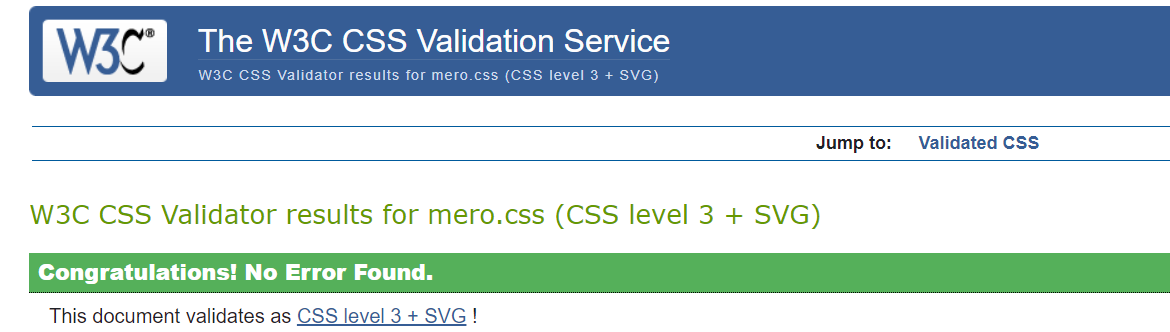 W3C®
The W3C CSS Validation Service
W3C CSS Validator results for mero.css (CSS level 3 + SVG)
Jump to: Validated CSS
W3C CSS Validator results for mero.css (CSS level 3 + SVG)
Congratulations! No Error Found.
This document validates as CSS level 3 + SVG !